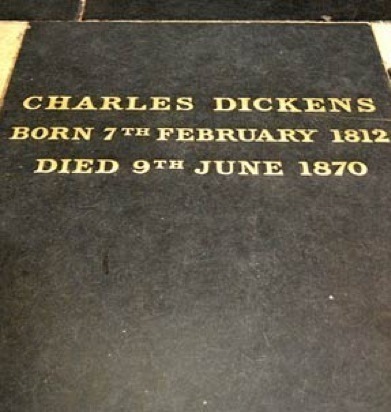 CHARLES DICKENS
BORN 7TH FEBRUARY 1812
DIED 9TH JUNE 1870